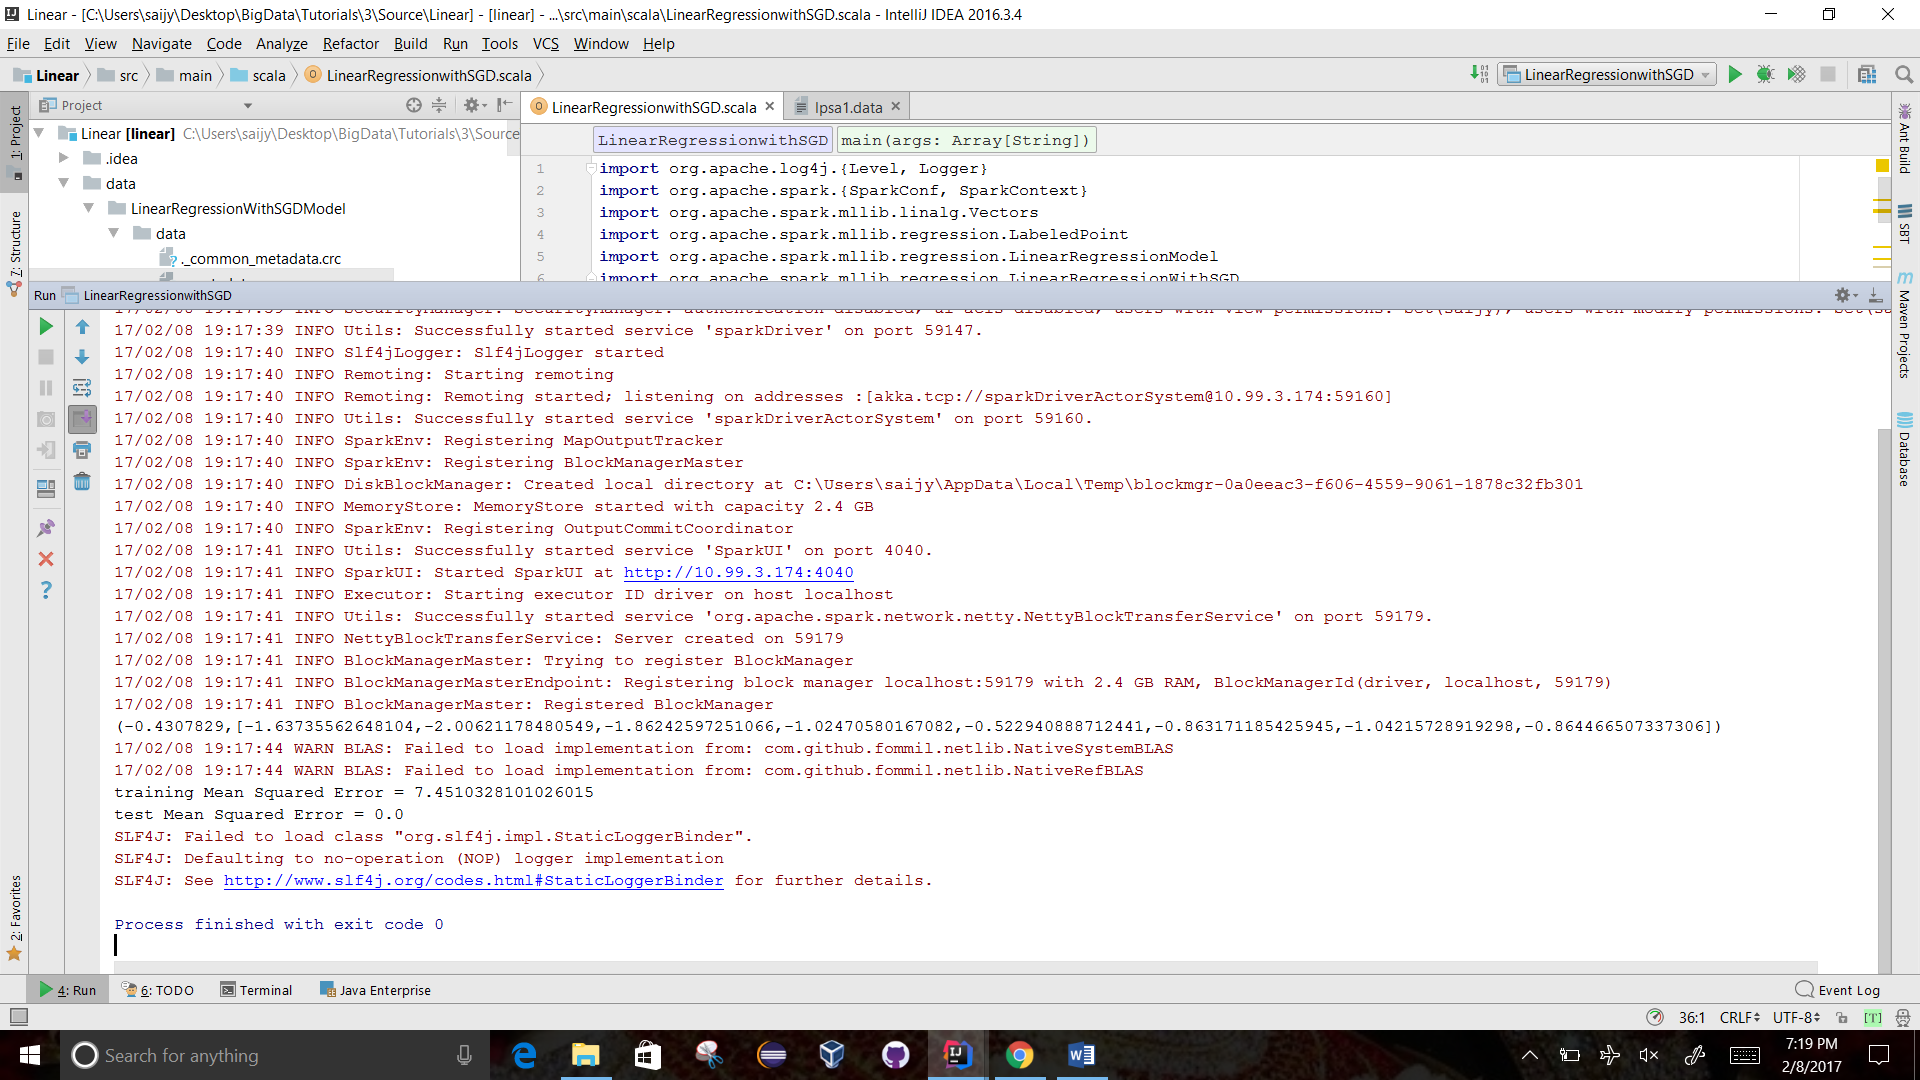 Linear - [C:\Users\saijy\Desktop\BigData\Tutorials\3\Source\Linear] - [linear] - ...\src\main\scala\LinearRegressionwithSGD.scala - IntelliJ IDEA 2016.3.4
File Edit View Navigate Code Analyze Refactor Build Run Tools VCS Window Help
Linear src main scala LinearRegressionwithSGD.scala LinearRegressionwithSGD
1: Project
7: Structure
2: Favorites
Project
Linear [linear] C:\Users\saijy\Desktop\BigData\Tutorials\3\Source
.idea
data
LinearRegressionWithSGDModel
data
._common_metadata.crc
LinearRegressionwithSGD.scala lpsa1.data
LinearRegressionwithSGD main(args: Array[String])
1 import org.apache.log4j.{Level, Logger}
2 import org.apache.spark.{SparkConf, SparkContext}
3 import org.apache.spark.mllib.linalg.Vectors
4 import org.apache.spark.mllib.regression.LabeledPoint
5 import org.apache.spark.mllib.regression.LinearRegressionModel
6 import org.apache.spark.mllib.regression.LinearRegressionWithSGD
Ant Build
SBT
Maven Projects
Database
Run LinearRegressionwithSGD
17/02/08 19:17:39 INFO SecurityManager: SecurityManager: authentication disabled; ui acls disabled; users with view permissions: Set(saijy); users with modify permissions:
17/02/08 19:17:39 INFO Utils: Successfully started service 'sparkDriver' on port 59147.
17/02/08 19:17:40 INFO Slf4jLogger: Slf4jLogger started
17/02/08 19:17:40 INFO Remoting: Starting remoting
17/02/08 19:17:40 INFO Remoting: Remoting started; listening on addresses :[akka.tcp://sparkDriverActorSystem@10.99.3.174:59160]
17/02/08 19:17:40 INFO Utils: Successfully started service 'sparkDriverActorSystem' on port 59160.
17/02/08 19:17:40 INFO SparkEnv: Registering MapOutputTracker
17/02/08 19:17:40 INFO SparkEnv: Registering BlockManagerMaster
17/02/08 19:17:40 INFO DiskBlockManager: Created local directory at C:\Users\saijy\AppData\Local\Temp\blockmgr-0a0eeac3-f606-4559-9061-1878c32fb301
17/02/08 19:17:40 INFO MemoryStore: MemoryStore started with capacity 2.4 GB
17/02/08 19:17:40 INFO SparkEnv: Registering OutputCommitCoordinator
17/02/08 19:17:41 INFO Utils: Successfully started service 'SparkUI' on port 4040.
17/02/08 19:17:41 INFO SparkUI: Started SparkUI at http://10.99.3.174:4040
17/02/08 19:17:41 INFO Executor: Starting executor ID driver on host localhost
17/02/08 19:17:41 INFO Utils: Successfully started service 'org.apache.spark.network.netty.NettyBlockTransferService' on port 59179.
17/02/08 19:17:41 INFO NettyBlockTransferService: Server created on 59179
17/02/08 19:17:41 INFO BlockManagerMaster: Trying to register BlockManager
17/02/08 19:17:41 INFO BlockManagerMasterEndpoint: Registering block manager localhost:59179 with 2.4 GB RAM, BlockManagerId(driver, localhost, 59179)
17/02/08 19:17:41 INFO BlockManagerMaster: Registered BlockManager
(-0.4307829,[-1.63735562648104,-2.00621178480549,-1.86242597251066,-1.02470580167082,-0.522940888712441,-0.863171185425945,-1.04215728919298,-0.864466507337306])
17/02/08 19:17:44 WARN BLAS: Failed to load implementation from: com.github.fommil.netlib.NativeSystemBLAS
17/02/08 19:17:44 WARN BLAS: Failed to load implementation from: com.github.fommil.netlib.NativeRefBLAS
training Mean Squared Error = 7.4510328101026015
test Mean Squared Error = 0.0
SLF4J: Failed to load class "org.slf4j.impl.StaticLoggerBinder".
SLF4J: Defaulting to no-operation (NOP) logger implementation
SLF4J: See http://www.slf4j.org/codes.html#StaticLoggerBinder for further details.
Process finished with exit code 0
4: Run 6: TODO Terminal Java Enterprise Event Log
36:1 CRLF UTF-8 [T]
Search for anything
7:19 PM
2/8/2017